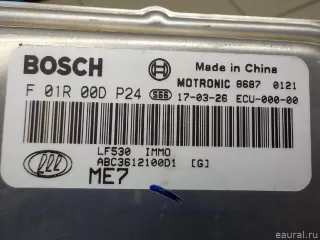 BOSCH
Made in China
MOTRONIC 8687 0121
F 01R 00D P24 SGS 17-03-26 ECU-000-00
LF530 IMMO
ABC3612100D1 [G]
ME7
eaural.ru